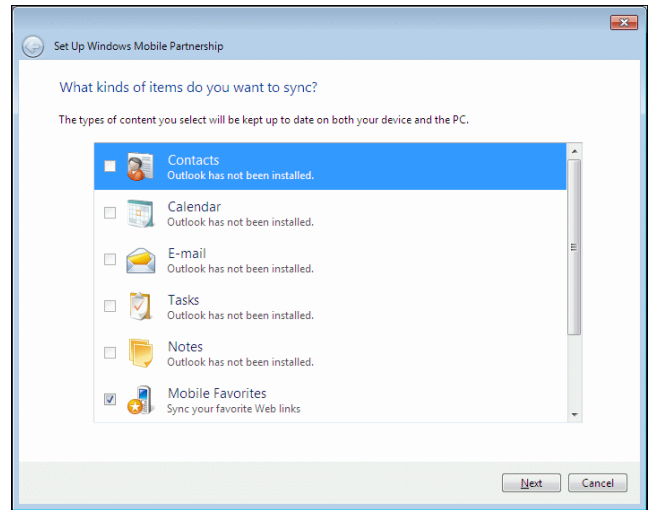 Set Up Windows Mobile Partnership
What kinds of items do you want to sync?
The types of content you select will be kept up to date on both your device and the PC.
Contacts
Outlook has not been installed.
Calendar
Outlook has not been installed.
E-mail
Outlook has not been installed.
Tasks
Outlook has not been installed.
Notes
Outlook has not been installed.
Mobile Favorites
Sync your favorite Web links
Next Cancel